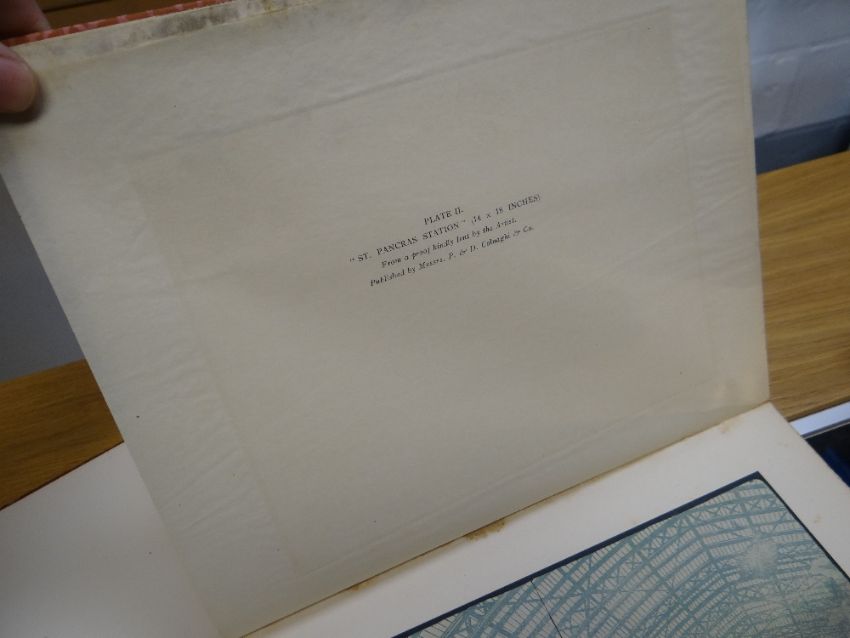 PLATE II.
"ST. PANCRAS STATION" (14 x 18 INCHES)
From a proof kindly lent by the Artist.
Published by Messrs. P. & D. Colnaghi & Co.